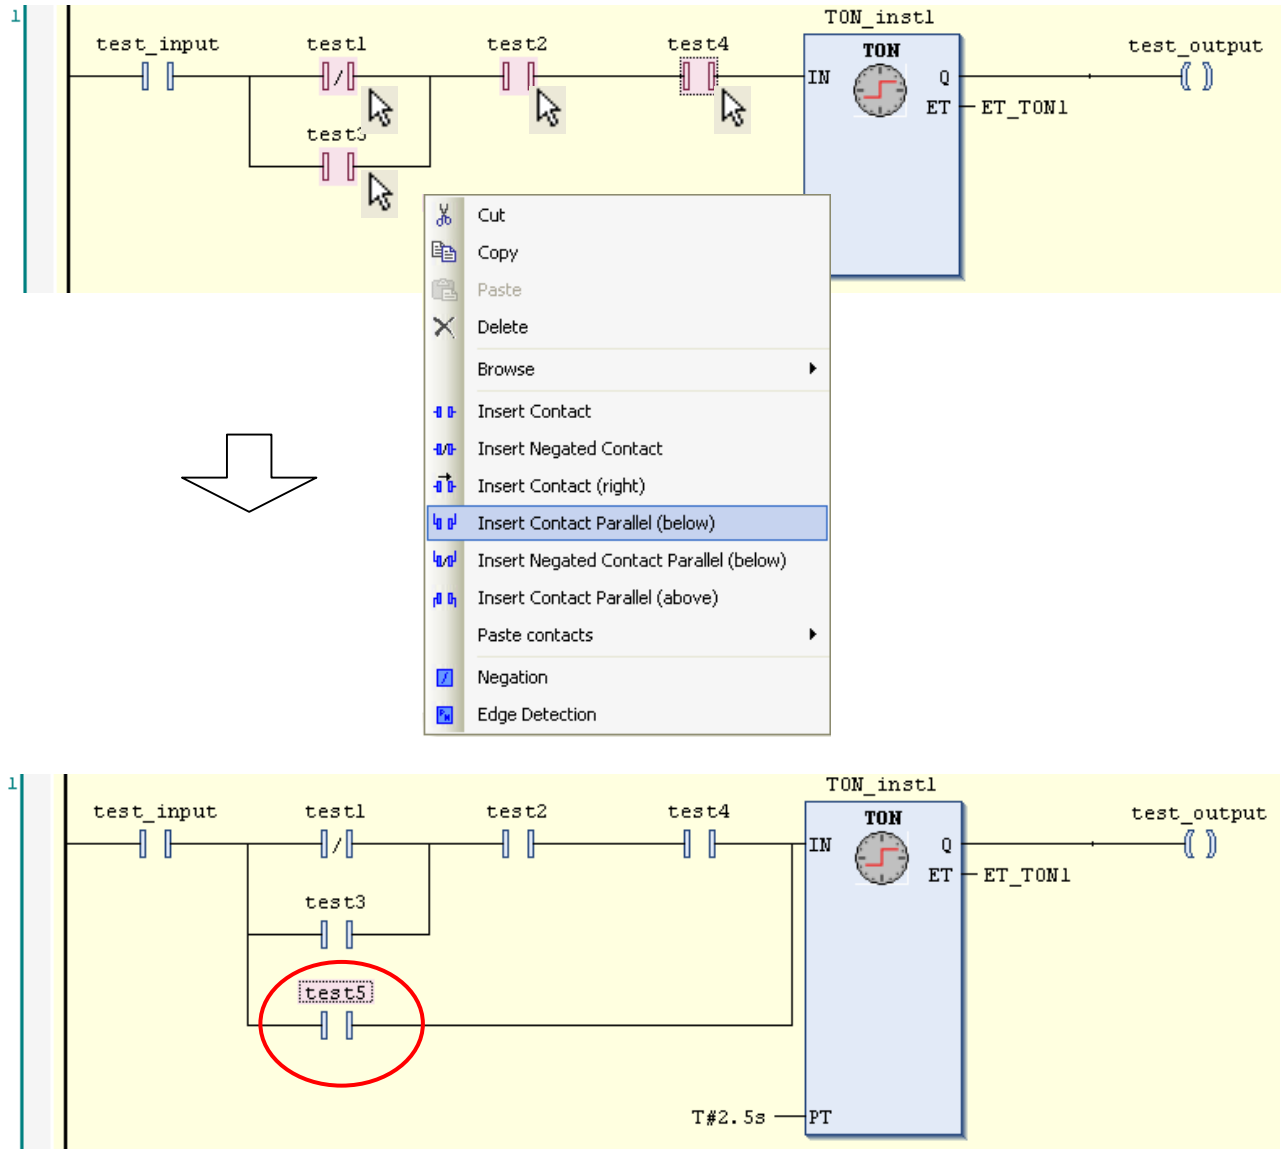 1
TON_inst1
test_input test1 test2 test4 TON test_output
IN Q
ET ET_TON1
test3
Cut
Copy
Paste
Delete
Browse
Insert Contact
Insert Negated Contact
Insert Contact (right)
Insert Contact Parallel (below)
Insert Negated Contact Parallel (below)
Insert Contact Parallel (above)
Paste contacts
Negation
Edge Detection
1
TON_inst1
test_input test1 test2 test4 TON test_output
IN Q
ET ET_TON1
test3
test5
T#2.5s PT